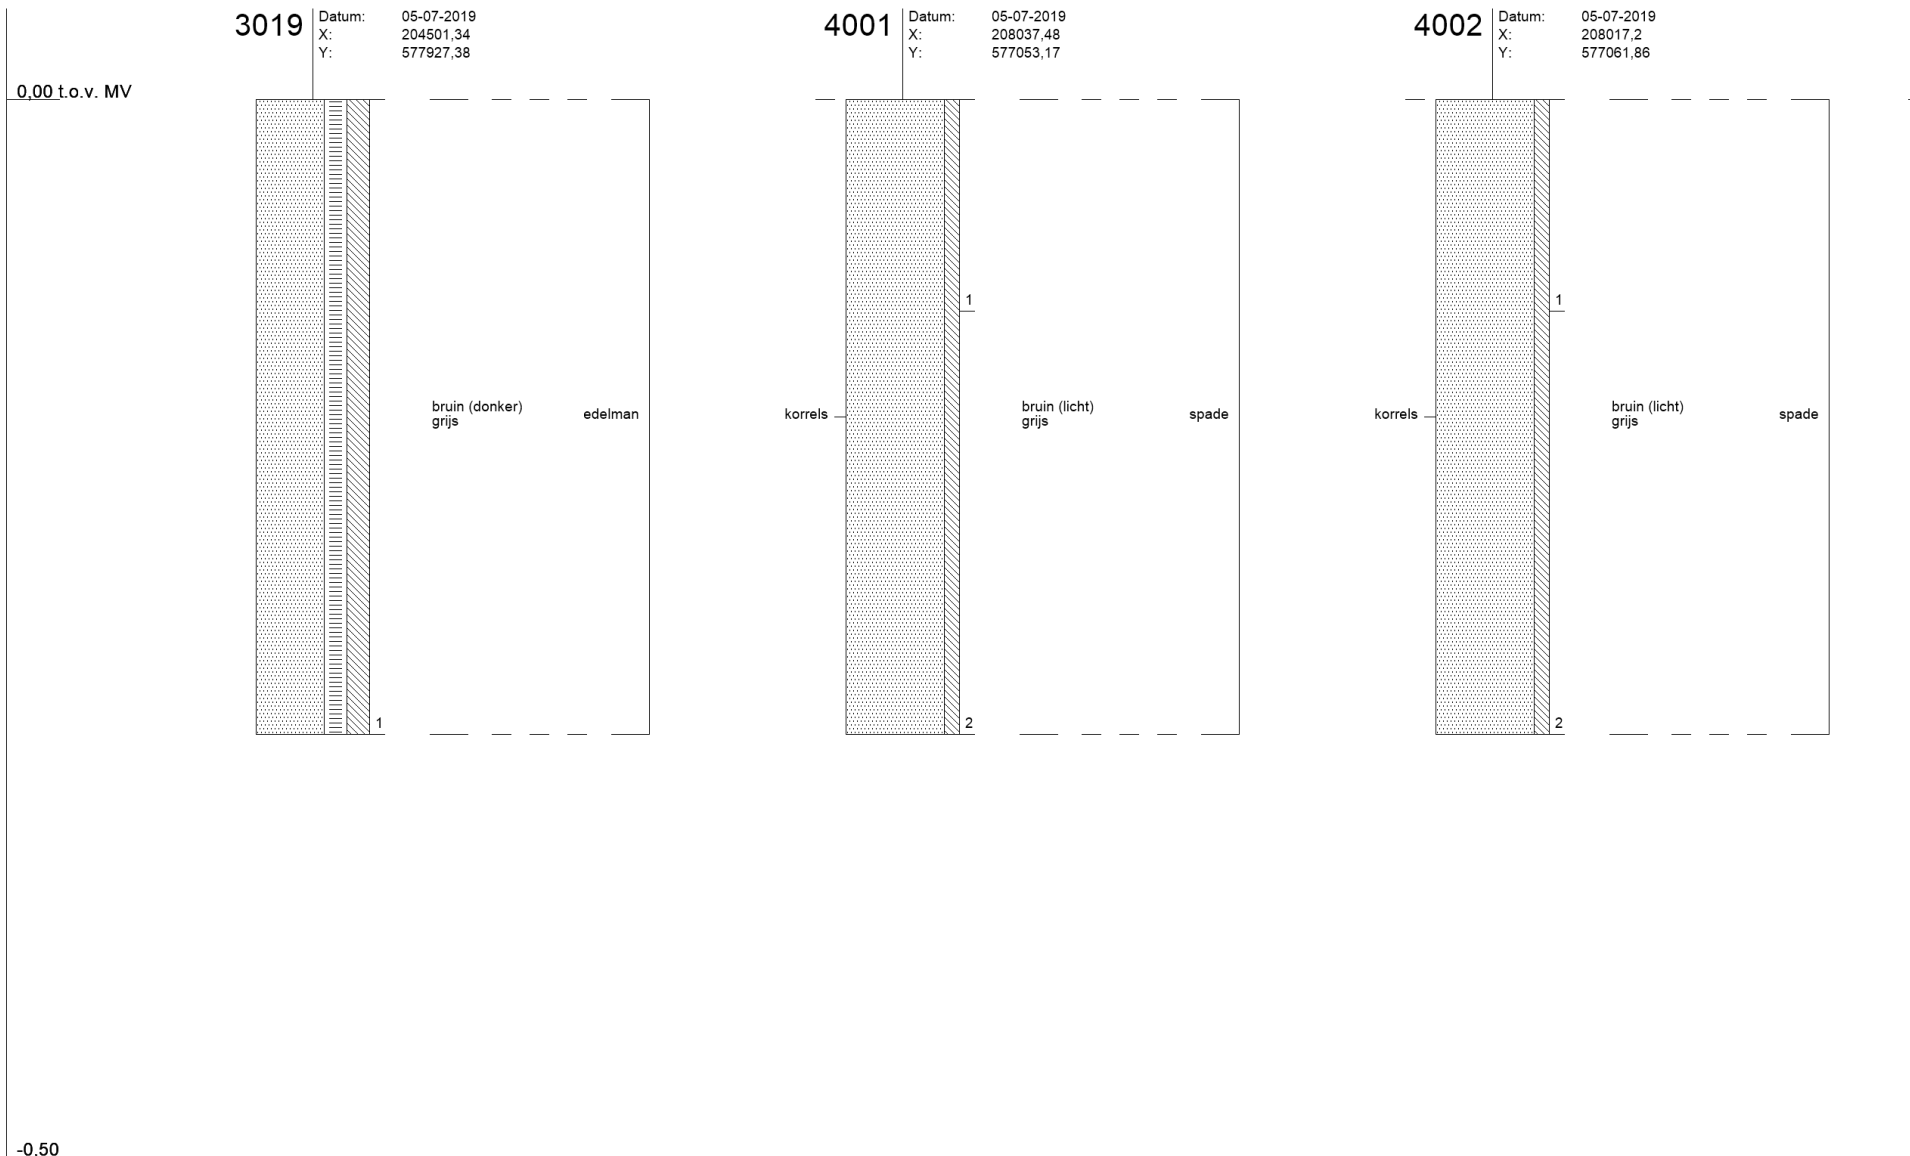 3019
Datum: 05-07-2019
X: 204501,34
Y: 577927,38
4001
Datum: 05-07-2019
X: 208037,48
Y: 577053,17
4002
Datum: 05-07-2019
X: 208017,2
Y: 577061,86
0,00 t.o.v. MV
bruin (donker)
grijs
edelman
1
korrels
1
bruin (licht)
grijs
spade
2
korrels
1
bruin (licht)
grijs
spade
2
-0.50